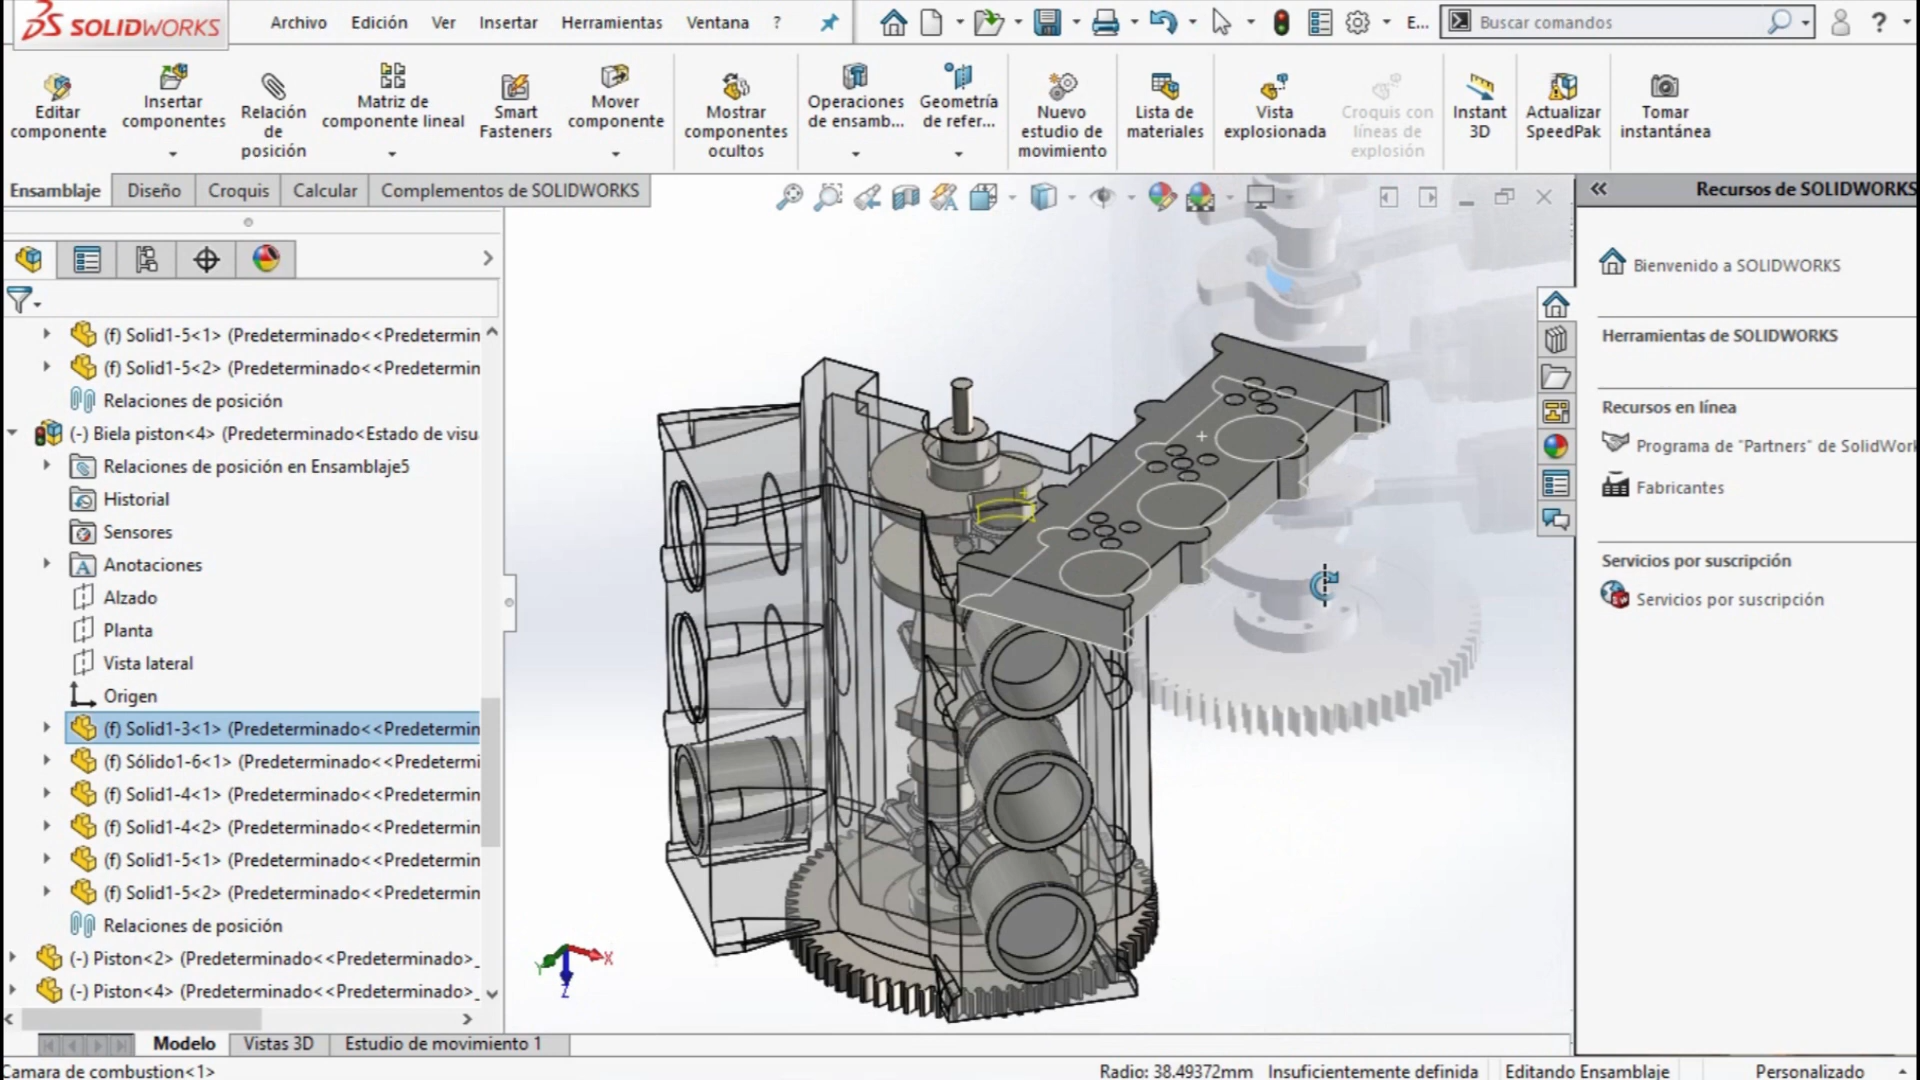 SOLIDWORKS
Archivo Edición Ver Insertar Herramientas Ventana ?
E... Buscar comandos ?
Editar componente
Insertar componentes
Relación de posición
Matriz de componente lineal
Smart Fasteners
Mover componente
Mostrar componentes ocultos
Operaciones de ensamb...
Geometría de refer...
Nuevo estudio de movimiento
Lista de materiales
Vista explosionada
Croquis con líneas de explosión
Instant 3D
Actualizar SpeedPak
Tomar instantánea
Ensamblaje Diseño Croquis Calcular Complementos de SOLIDWORKS
(f) Solid1-5<1> (Predeterminado<<Predetermin
(f) Solid1-5<2> (Predeterminado<<Predetermin
Relaciones de posición
(-) Biela piston<4> (Predeterminado<Estado de visu
Relaciones de posición en Ensamblaje5
Historial
Sensores
Anotaciones
Alzado
Planta
Vista lateral
Origen
(f) Solid1-3<1> (Predeterminado<<Predetermin
(f) Sólido1-6<1> (Predeterminado<<Predetermi
(f) Solid1-4<1> (Predeterminado<<Predetermin
(f) Solid1-4<2> (Predeterminado<<Predetermin
(f) Solid1-5<1> (Predeterminado<<Predetermin
(f) Solid1-5<2> (Predeterminado<<Predetermin
Relaciones de posición
(-) Piston<2> (Predeterminado<<Predeterminado>_
(-) Piston<4> (Predeterminado<<Predeterminado>_
X
Y
Z
Recursos de SOLIDWORKS
Bienvenido a SOLIDWORKS
Herramientas de SOLIDWORKS
Recursos en línea
Programa de "Partners" de SolidWork
Fabricantes
Servicios por suscripción
Servicios por suscripción
Modelo Vistas 3D Estudio de movimiento 1
Camara de combustion<1> Radio: 38.49372mm Insuficientemente definida Editando Ensamblaje Personalizado